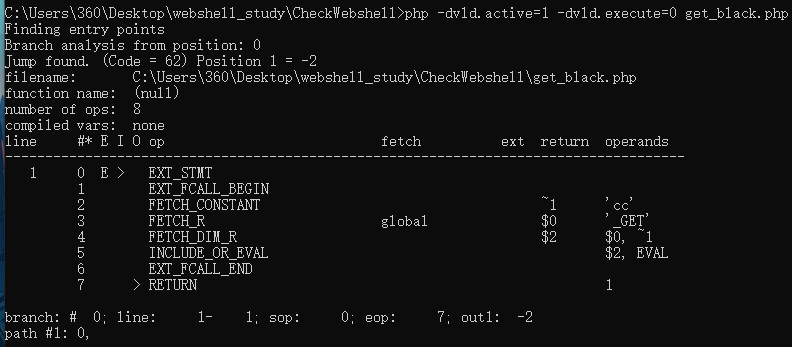 C:\Users\360\Desktop\webshell_study\CheckWebshell>php -dvld.active=1 -dvld.execute=0 get_black.php
Finding entry points
Branch analysis from position: 0
Jump found. (Code = 62) Position 1 = -2
filename:       C:\Users\360\Desktop\webshell_study\CheckWebshell\get_black.php
function name:  (null)
number of ops:  8
compiled vars:  none
line     #* E I O op                           fetch          ext  return  operands
-------------------------------------------------------------------------------------
   1     0  E >   EXT_STMT
         1        EXT_FCALL_BEGIN
         2        FETCH_CONSTANT                                   ~1      'cc'
         3        FETCH_R                      global              $0      '_GET'
         4        FETCH_DIM_R                                      $2      $0, ~1
         5        INCLUDE_OR_EVAL                                          $2, EVAL
         6        EXT_FCALL_END
         7      > RETURN                                                   1
branch: #  0; line:     1-    1; sop:     0; eop:     7; out1:  -2
path #1: 0,